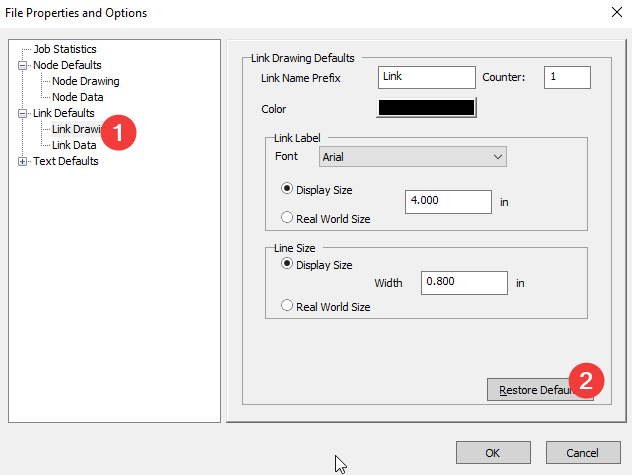 File Properties and Options
Job Statistics
Node Defaults
Node Drawing
Node Data
Link Defaults
Link Drawi
1
Link Data
Text Defaults
Link Drawing Defaults
Link Name Prefix
Link
Counter:
1
Color
Link Label
Font
Arial
Display Size
4.000
in
Real World Size
Line Size
Display Size
Width
0.800
in
Real World Size
Restore Defau
2
OK
Cancel